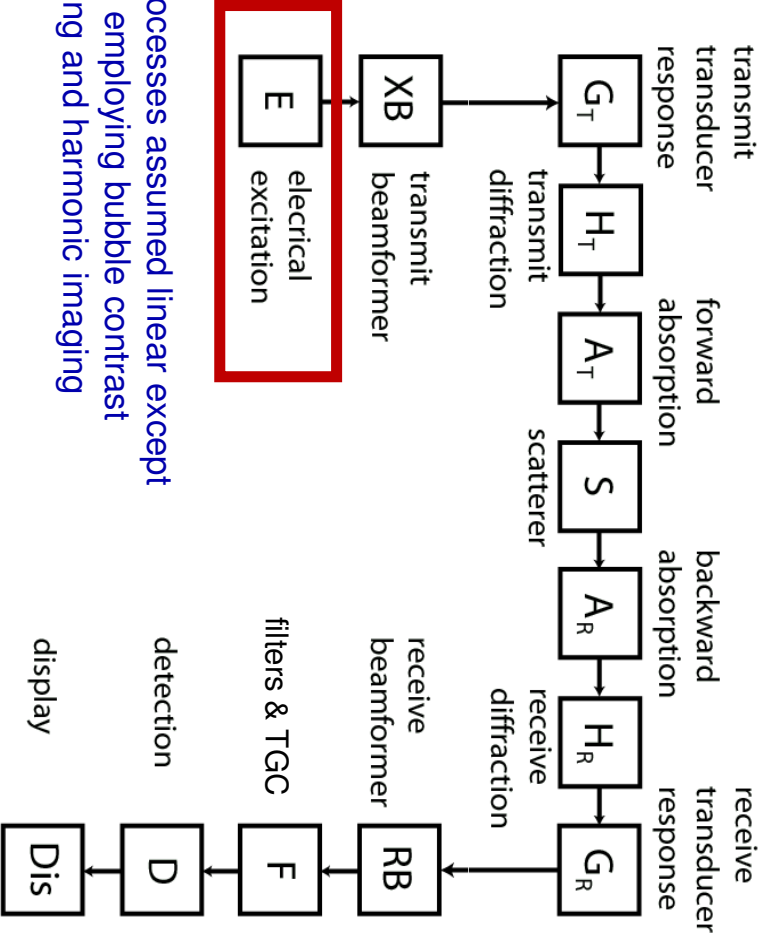 transmit
transducer
response
forward
absorption
backward
absorption
receive
transducer
response
G_T
H_T
A_T
S
A_R
H_R
G_R
transmit
diffraction
scatterer
receive
diffraction
XB
transmit
beamformer
receive
beamformer
RB
E
elecrical
excitation
filters & TGC
F
ocesses assumed linear except
employing bubble contrast
ng and harmonic imaging
detection
D
display
Dis